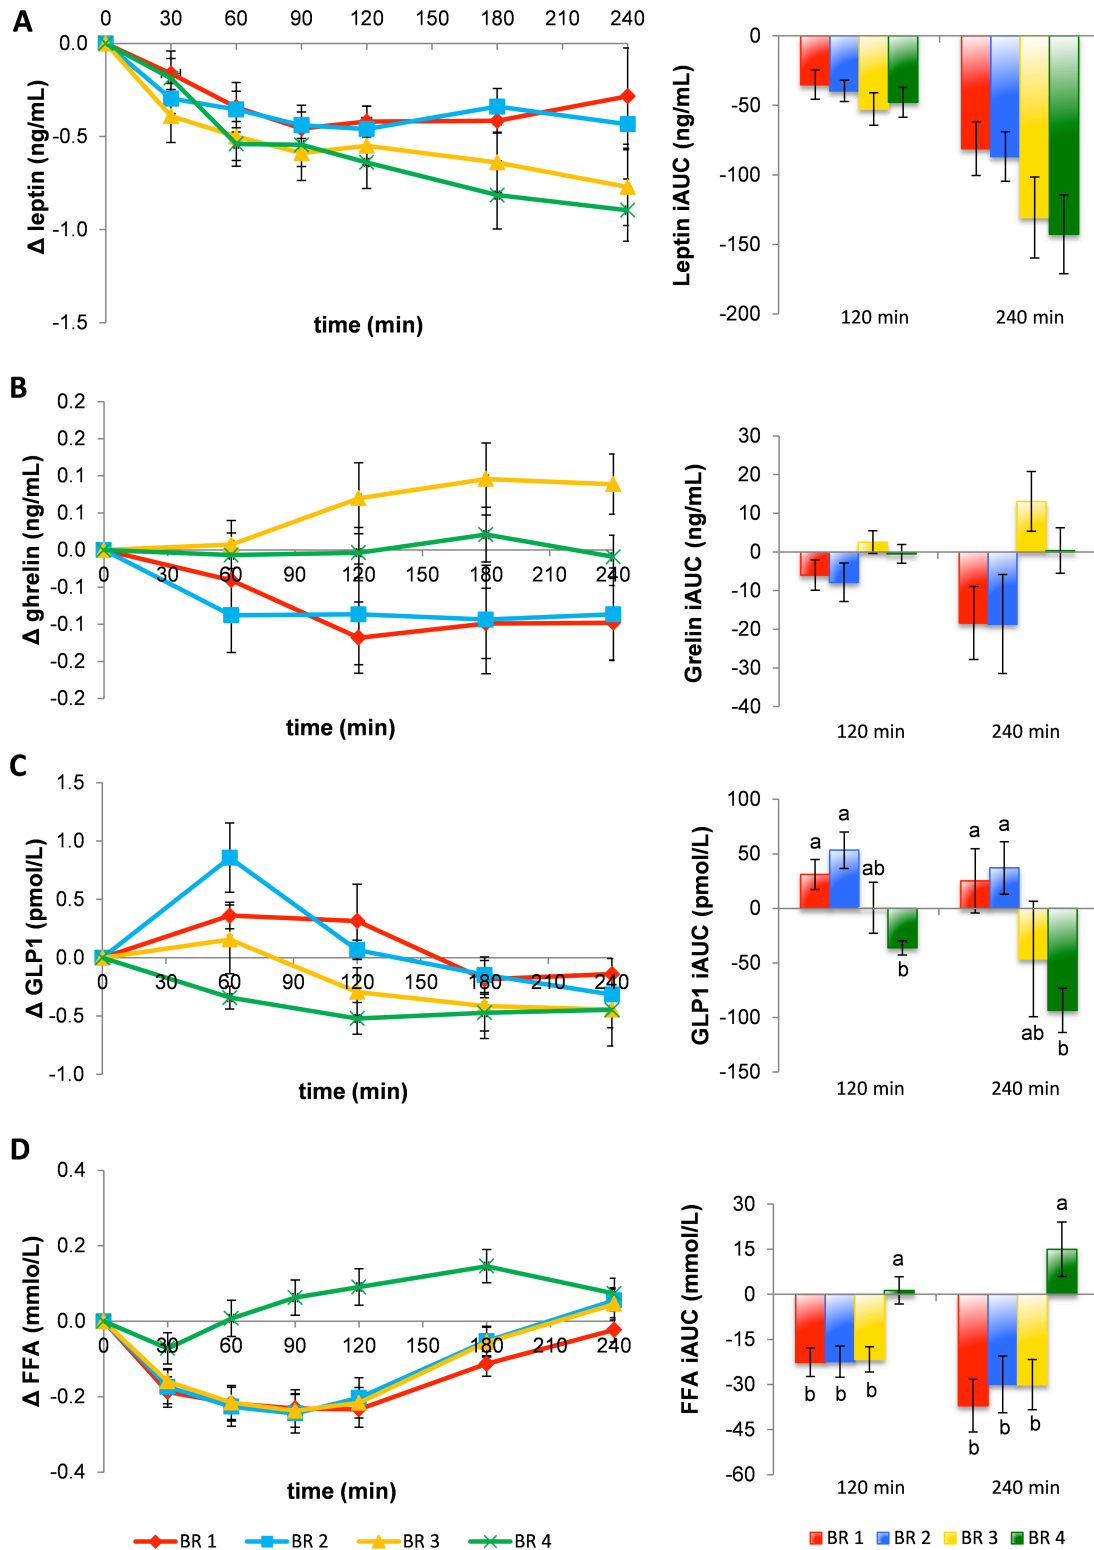 A
0 30 60 90 120 150 180 210 240
0.0
-0.5
-1.0
-1.5
Δ leptin (ng/mL)
time (min)
0
-50
-100
-150
-200
Leptin iAUC (ng/mL)
120 min 240 min
B
0.2
0.2
0.1
0.1
0.0
-0.1
-0.1
-0.2
-0.2
Δ ghrelin (ng/mL)
0 30 60 90 120 150 180 210 240
time (min)
30
20
10
0
-10
-20
-30
-40
Grelin iAUC (ng/mL)
120 min 240 min
C
1.5
1.0
0.5
0.0
-0.5
-1.0
Δ GLP1 (pmol/L)
0 30 60 90 120 150 180 210 240
time (min)
100
50
0
-50
-100
-150
GLP1 iAUC (pmol/L)
a a ab b a a ab b
120 min 240 min
D
0.4
0.2
0.0
-0.2
-0.4
Δ FFA (mmlo/L)
0 30 60 90 120 150 180 210 240
time (min)
30
15
0
-15
-30
-45
-60
FFA iAUC (mmol/L)
b b b a b b b a
120 min 240 min
BR 1 BR 2 BR 3 BR 4
BR 1 BR 2 BR 3 BR 4